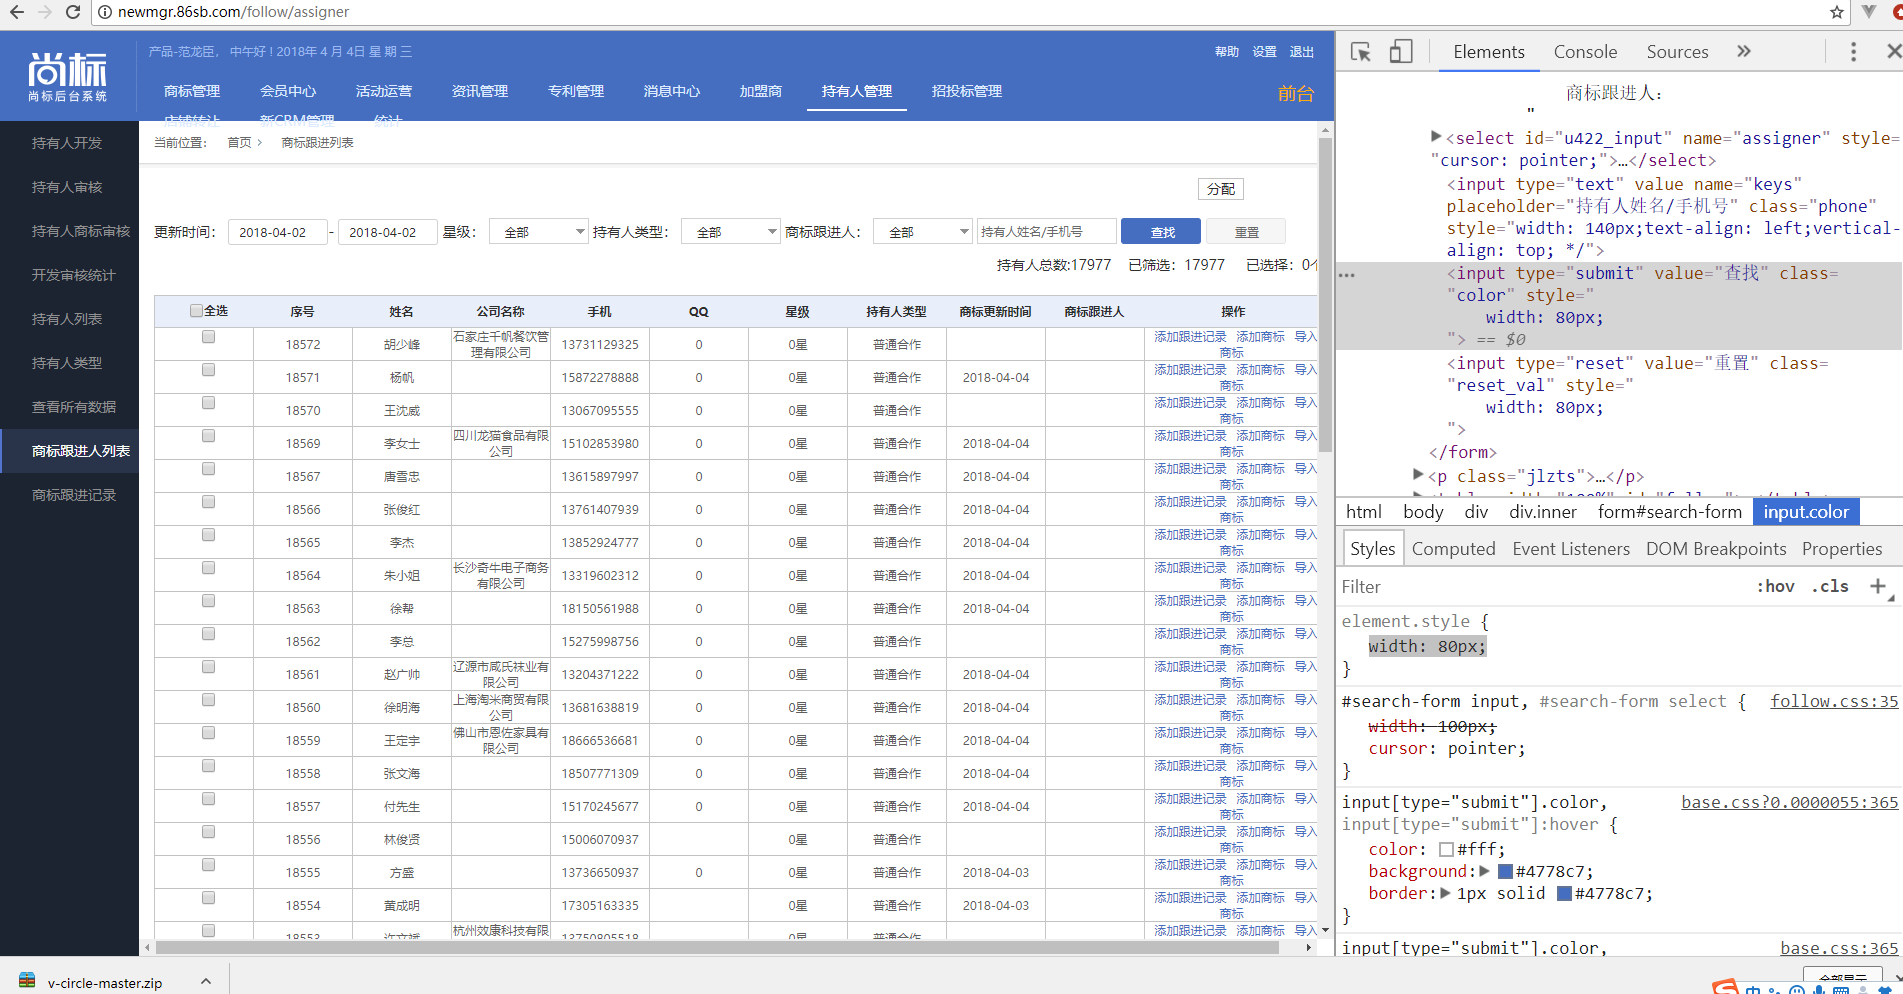 newmgr.86sb.com/follow/assigner
尚标
尚标后台系统
产品-范龙臣， 中午好 ! 2018年 4 月 4日 星 期 三
帮助 设置 退出
商标管理 会员中心 活动运营 资讯管理 专利管理 消息中心 加盟商 持有人管理 招投标管理 前台
店铺转让 新CRM管理 统计
持有人开发
持有人审核
持有人商标审核
开发审核统计
持有人列表
持有人类型
查看所有数据
商标跟进人列表
商标跟进记录
当前位置： 首页 > 商标跟进列表
分配
更新时间： 2018-04-02 - 2018-04-02 星级： 全部 持有人类型： 全部 商标跟进人： 全部 持有人姓名/手机号 查找 重置
持有人总数:17977 已筛选：17977 已选择：0个
全选 序号 姓名 公司名称 手机 QQ 星级 持有人类型 商标更新时间 商标跟进人 操作
18572 胡少峰 石家庄千帆餐饮管理有限公司 13731129325 0 0星 普通合作 添加跟进记录 添加商标 导入商标
18571 杨帆 15872278888 0 0星 普通合作 2018-04-04 添加跟进记录 添加商标 导入商标
18570 王沈威 13067095555 0 0星 普通合作 添加跟进记录 添加商标 导入商标
18569 李女士 四川龙猫食品有限公司 15102853980 0 0星 普通合作 2018-04-04 添加跟进记录 添加商标 导入商标
18567 唐雪忠 13615897997 0 0星 普通合作 2018-04-04 添加跟进记录 添加商标 导入商标
18566 张俊红 13761407939 0 0星 普通合作 2018-04-04 添加跟进记录 添加商标 导入商标
18565 李杰 13852924777 0 0星 普通合作 2018-04-04 添加跟进记录 添加商标 导入商标
18564 朱小姐 长沙奇牛电子商务有限公司 13319602312 0 0星 普通合作 2018-04-04 添加跟进记录 添加商标 导入商标
18563 徐帮 18150561988 0 0星 普通合作 2018-04-04 添加跟进记录 添加商标 导入商标
18562 李总 15275998756 0 0星 普通合作 添加跟进记录 添加商标 导入商标
18561 赵广帅 辽源市威氏袜业有限公司 13204371222 0 0星 普通合作 2018-04-04 添加跟进记录 添加商标 导入商标
18560 徐明海 上海淘米商贸有限公司 13681638819 0 0星 普通合作 2018-04-04 添加跟进记录 添加商标 导入商标
18559 王定宇 佛山市恩佐家具有限公司 18666536681 0 0星 普通合作 2018-04-04 添加跟进记录 添加商标 导入商标
18558 张文海 18507771309 0 0星 普通合作 2018-04-04 添加跟进记录 添加商标 导入商标
18557 付先生 15170245677 0 0星 普通合作 2018-04-04 添加跟进记录 添加商标 导入商标
18556 林俊贤 15006070937 0星 普通合作 添加跟进记录 添加商标 导入商标
18555 方盛 13736650937 0 0星 普通合作 2018-04-03 添加跟进记录 添加商标 导入商标
18554 黄成明 17305163335 0星 普通合作 2018-04-03 添加跟进记录 添加商标 导入商标
18553 杭州效康科技有限 13750805518 0星 普通合作 添加跟进记录 添加商标 导入
Elements Console Sources »
商标跟进人：
"
<select id="u422_input" name="assigner" style=
"cursor: pointer;">…</select>
<input type="text" value name="keys"
placeholder="持有人姓名/手机号" class="phone"
style="width: 140px;text-align: left;vertical-
align: top; */">
<input type="submit" value="查找" class=
"color" style="
width: 80px;
"> == $0
<input type="reset" value="重置" class=
"reset_val" style="
width: 80px;
">
</form>
<p class="jlzts">…</p>
html body div div.inner form#search-form input.color
Styles Computed Event Listeners DOM Breakpoints Properties
Filter :hov .cls +
element.style {
width: 80px;
}
#search-form input, #search-form select { follow.css:35
width: 100px;
cursor: pointer;
}
input[type="submit"].color, base.css?0.0000055:365
input[type="submit"]:hover {
color: #fff;
background: #4778c7;
border: 1px solid #4778c7;
}
input[type="submit"].color, base.css:365
v-circle-master.zip
全部显示
中